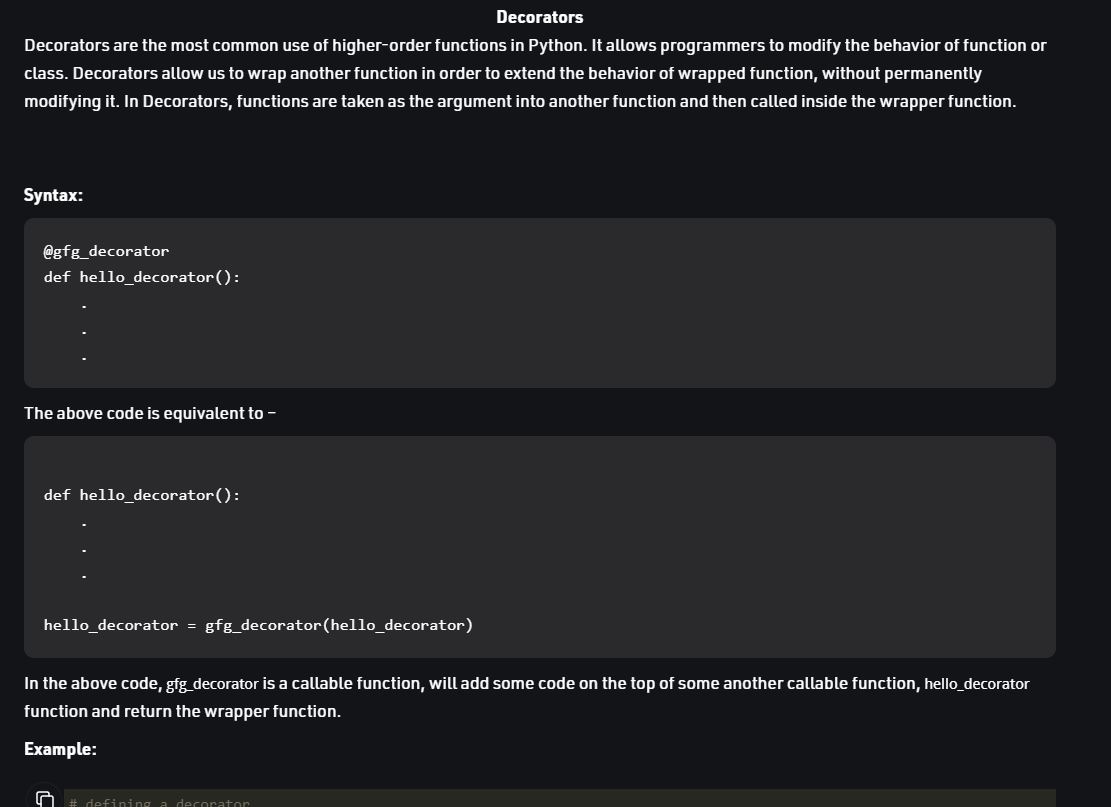 Decorators
Decorators are the most common use of higher-order functions in Python. It allows programmers to modify the behavior of function or
class. Decorators allow us to wrap another function in order to extend the behavior of wrapped function, without permanently
modifying it. In Decorators, functions are taken as the argument into another function and then called inside the wrapper function.
Syntax:
@gfg_decorator
def hello_decorator():
.
.
.
The above code is equivalent to –
def hello_decorator():
.
.
.
hello_decorator = gfg_decorator(hello_decorator)
In the above code, gfg_decorator is a callable function, will add some code on the top of some another callable function, hello_decorator
function and return the wrapper function.
Example:
# defining a decorator